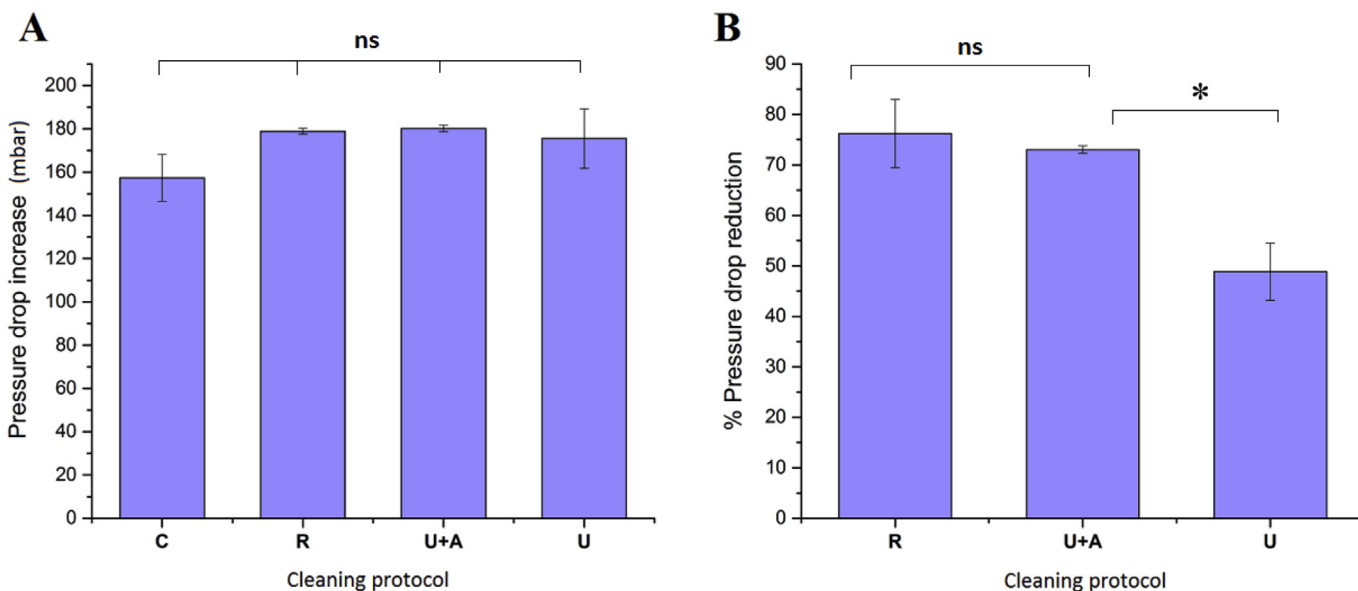 A
ns
Pressure drop increase (mbar)
200
180
160
140
120
100
80
60
40
20
0
C R U+A U
Cleaning protocol
B
ns
*
% Pressure drop reduction
90
80
70
60
50
40
30
20
10
0
R U+A U
Cleaning protocol